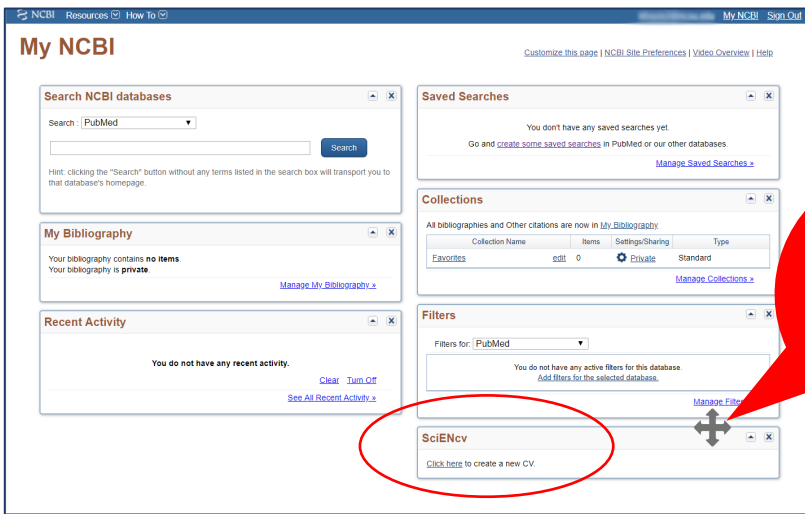 NCBI Resources How To My NCBI Sign Out
My NCBI
Customize this page | NCBI Site Preferences | Video Overview | Help
Search NCBI databases
Search : PubMed
Search
Hint: clicking the "Search" button without any terms listed in the search box will transport you to
that database's homepage.
My Bibliography
Your bibliography contains no items.
Your bibliography is private.
Manage My Bibliography »
Recent Activity
You do not have any recent activity.
Clear Turn Off
See All Recent Activity »
Saved Searches
You don't have any saved searches yet.
Go and create some saved searches in PubMed or our other databases.
Manage Saved Searches »
Collections
All bibliographies and Other citations are now in My Bibliography
Collection Name Items Settings/Sharing Type
Favorites edit 0 Private Standard
Manage Collections »
Filters
Filters for: PubMed
You do not have any active filters for this database.
Add filters for the selected database.
Manage Filte
SciENcv
Click here to create a new CV.